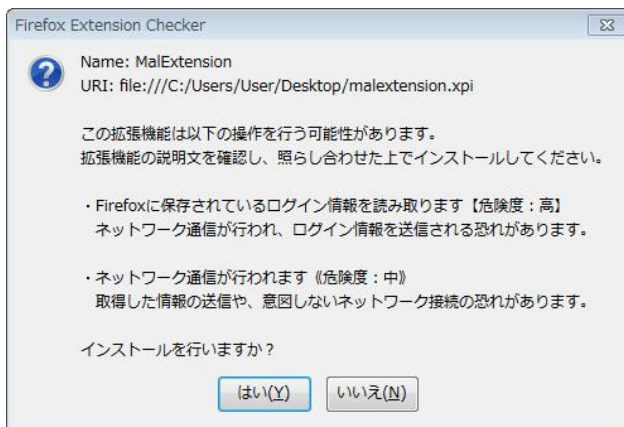 Firefox Extension Checker
Name: MalExtension
URI: file:///C:/Users/User/Desktop/malextension.xpi
この拡張機能は以下の操作を行う可能性があります。
拡張機能の説明文を確認し、照らし合わせた上でインストールしてください。
・Firefoxに保存されているログイン情報を読み取ります【危険度：高】
ネットワーク通信が行われ、ログイン情報を送信される恐れがあります。
・ネットワーク通信が行われます《危険度：中》
取得した情報の送信や、意図しないネットワーク接続の恐れがあります。
インストールを行いますか？
はい(Y) いいえ(N)